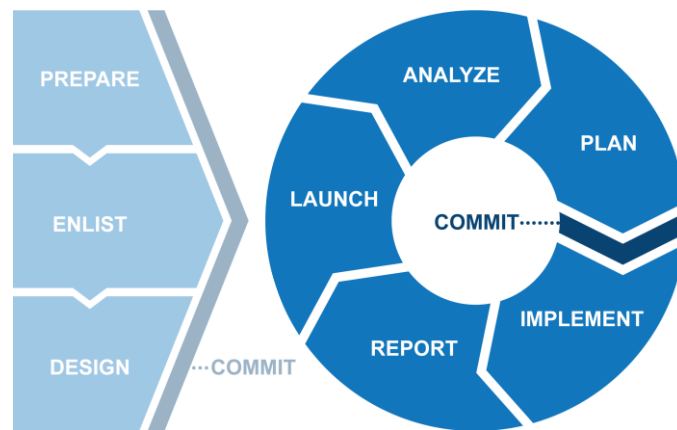 PREPARE
ENLIST
DESIGN
COMMIT
ANALYZE
PLAN
LAUNCH
COMMIT
IMPLEMENT
REPORT